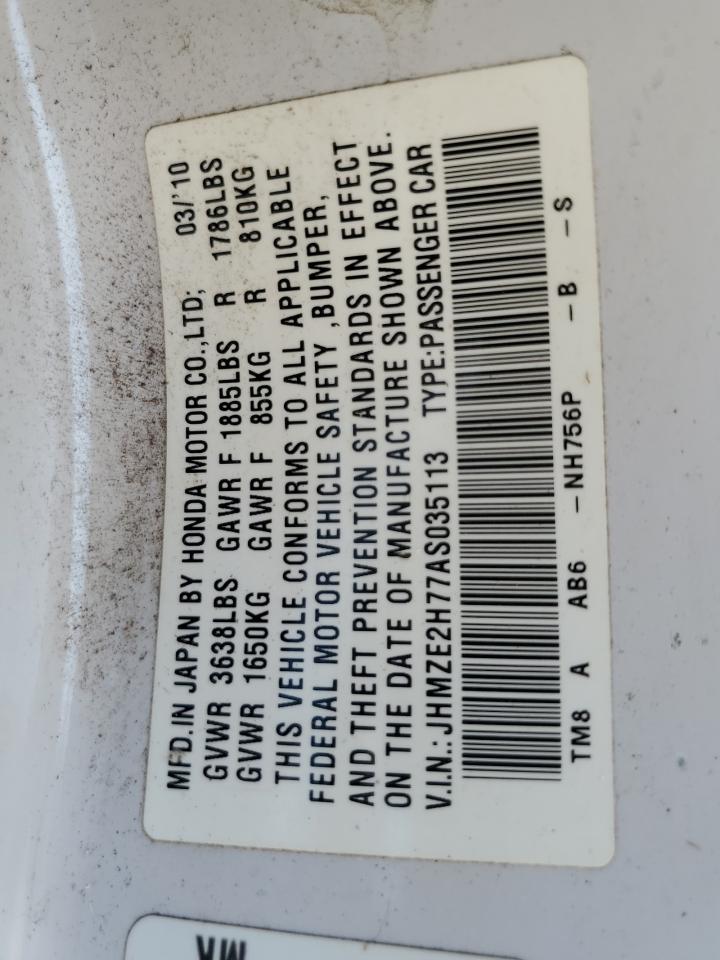 MFD.IN JAPAN BY HONDA MOTOR CO.,LTD, 03/'10
GVWR 3638LBS GAWR F 1885LBS R 1786LBS
GVWR 1650KG GAWR F 855KG R 810KG
THIS VEHICLE CONFORMS TO ALL APPLICABLE
FEDERAL MOTOR VEHICLE SAFETY ,BUMPER,
AND THEFT PREVENTION STANDARDS IN EFFECT
ON THE DATE OF MANUFACTURE SHOWN ABOVE.
V.I.N.: JHMZE2H77AS035113 TYPE:PASSENGER CAR
TM8 A AB6 -NH756P -B -S